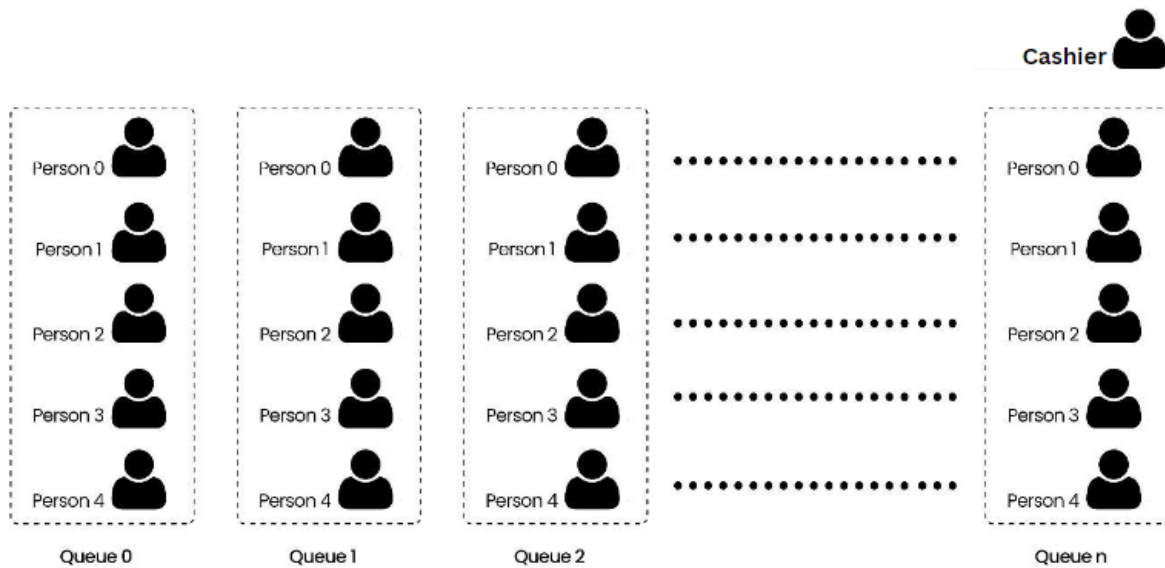 Cashier
Person 0 Person 0 Person 0 Person 0
Person 1 Person 1 Person 1 Person 1
Person 2 Person 2 Person 2 Person 2
Person 3 Person 3 Person 3 Person 3
Person 4 Person 4 Person 4 Person 4
Queue 0 Queue 1 Queue 2 Queue n